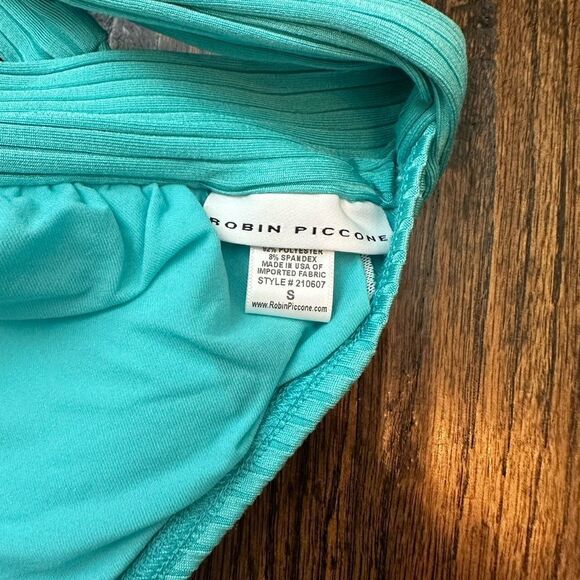 ROBIN PICCONE
92% POLYESTER
8% SPANDEX
MADE IN USA OF
IMPORTED FABRIC
STYLE # 210607
S
www.RobinPiccone.com